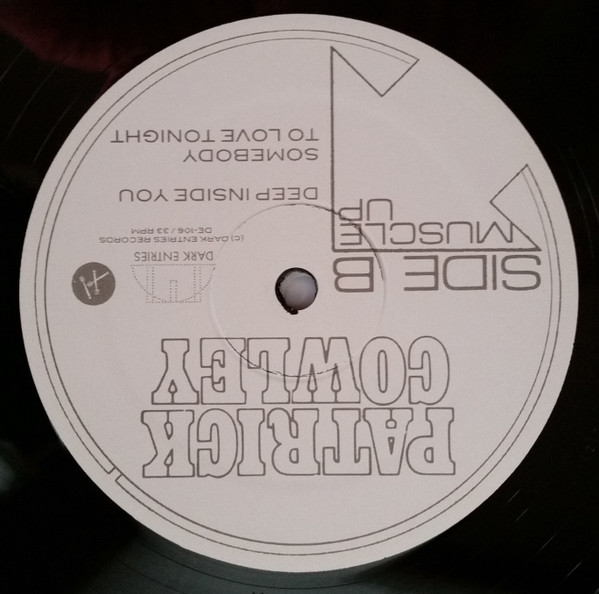 PATRICK
COWLEY
SIDE B
MUSCLE
UP
DARK ENTRIES
(c) DARK ENTRIES RECORDS
DE-106 / 33 RPM
DEEP INSIDE YOU
SOMEBODY
TO LOVE TONIGHT